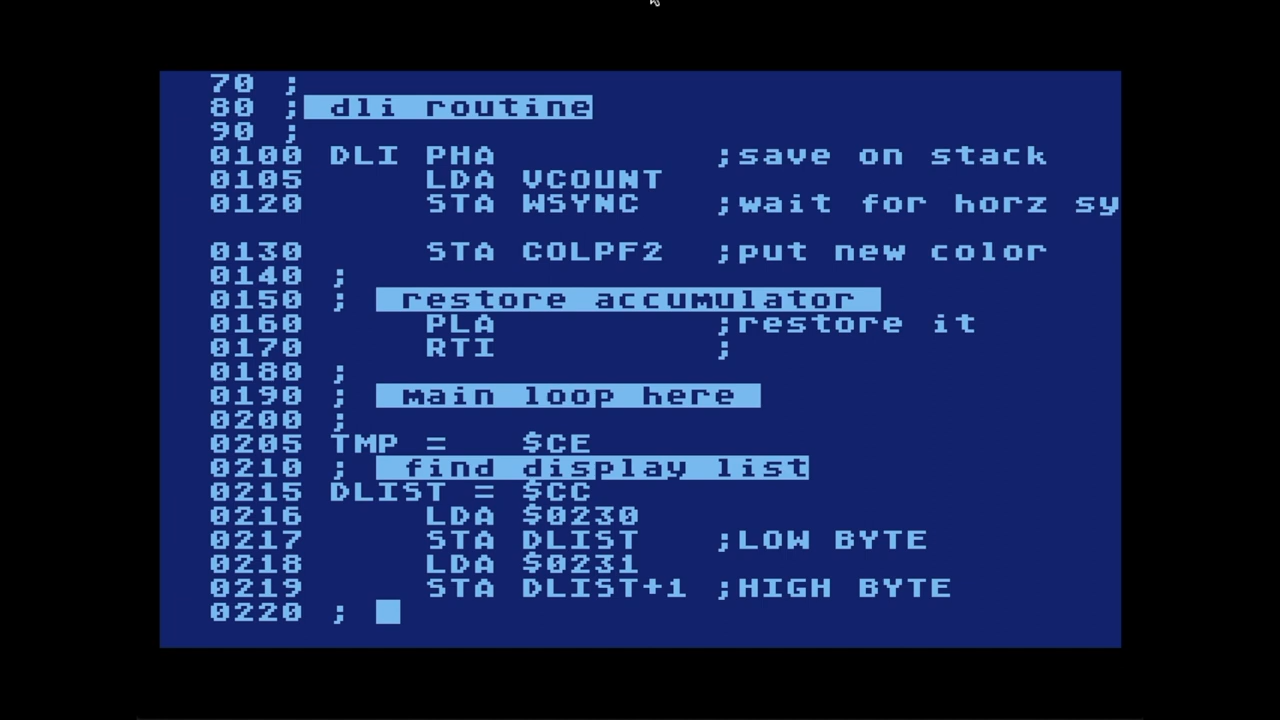 70 ;
80 ; dli routine
90 ;
0100 DLI PHA ;save on stack
0105 LDA VCOUNT
0120 STA WSYNC ;wait for horz sy
0130 STA COLPF2 ;put new color
0140 ;
0150 ; restore accumulator
0160 PLA ;restore it
0170 RTI ;
0180 ;
0190 ; main loop here
0200 ;
0205 TMP = $CE
0210 ; find display list
0215 DLIST = $CC
0216 LDA $0230
0217 STA DLIST ;LOW BYTE
0218 LDA $0231
0219 STA DLIST+1 ;HIGH BYTE
0220 ;